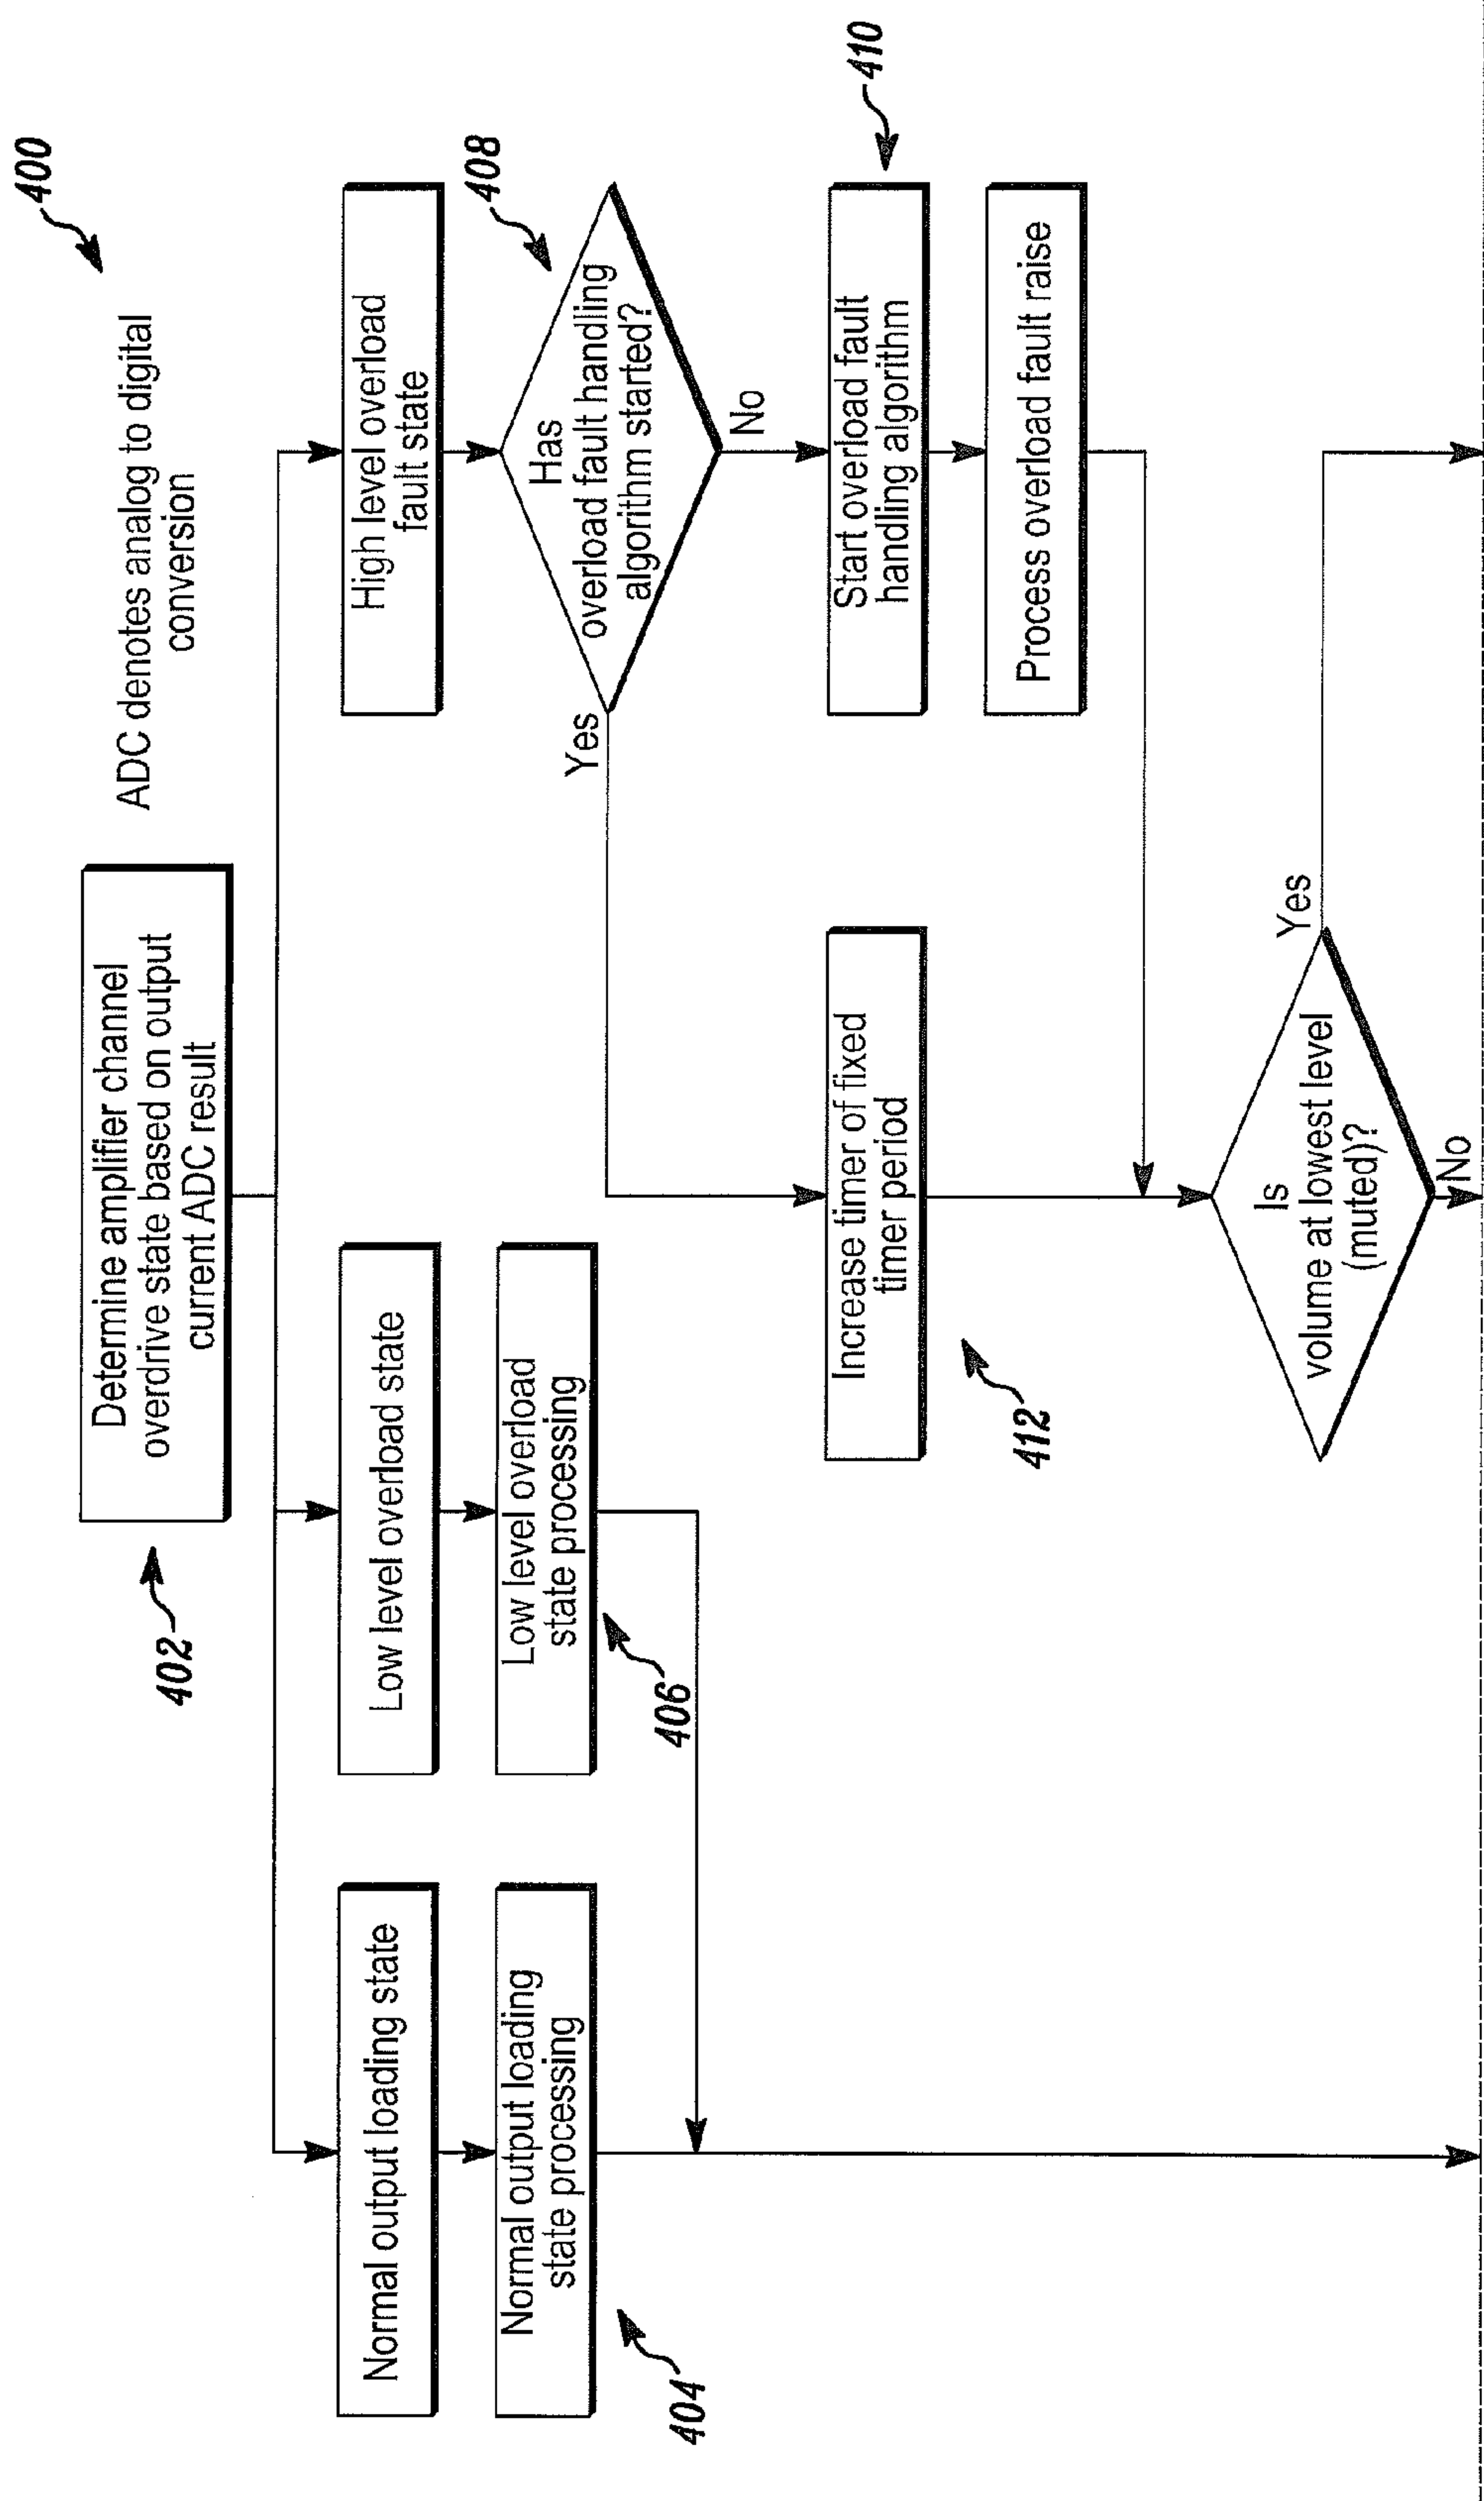 400
ADC denotes analog to digital
conversion
402
Determine amplifier channel
overdrive state based on output
current ADC result
Normal output loading state
Low level overload state
High level overload
fault state
Normal output loading
state processing
404
Low level overload
state processing
406
408
Has
overload fault handling
algorithm started?
Yes
No
412
Increase timer of fixed
timer period
Start overload fault
handling algorithm
410
Process overload fault raise
Is
volume at lowest level
(muted)?
Yes
No